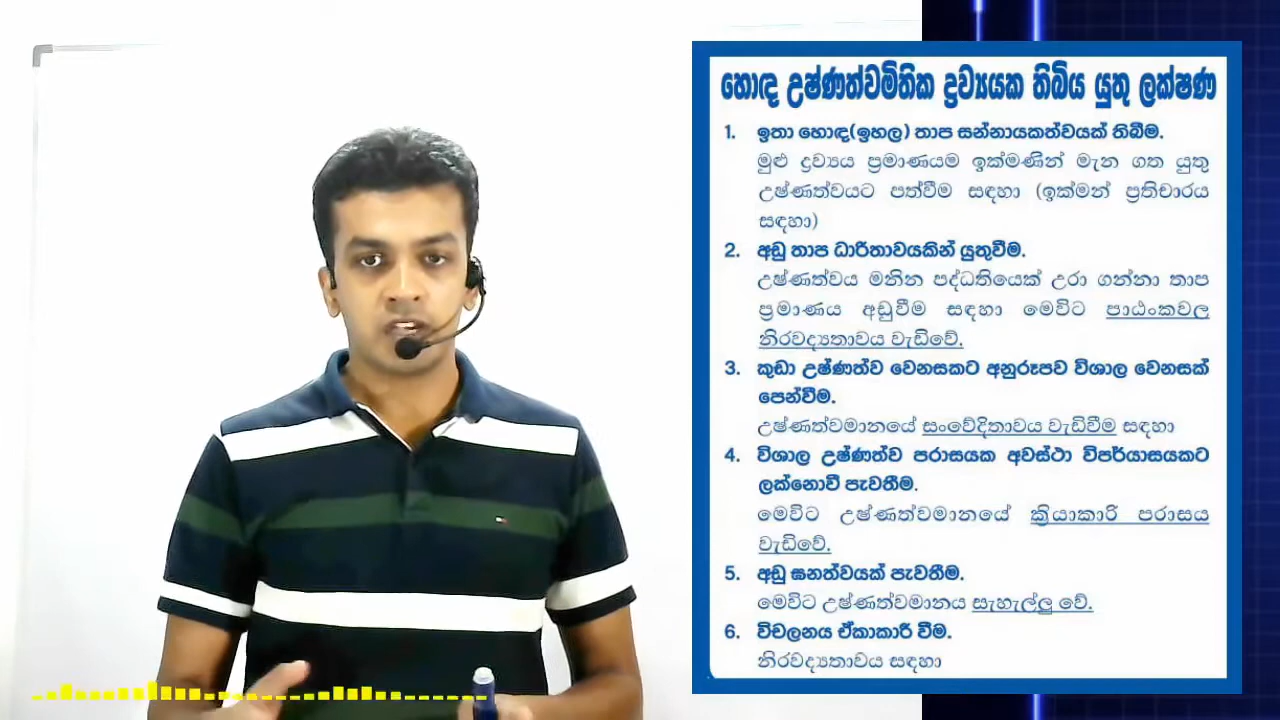 හොඳ උෂ්ණත්වමිතික ද්‍රව්‍යයක තිබිය යුතු ලක්ෂණ
1. ඉතා හොඳ(ඉහල) තාප සන්නායකත්වයක් තිබීම.
මුළු ද්‍රව්‍යය ප්‍රමාණයම ඉක්මණින් මැන ගත යුතු
උෂ්ණත්වයට පත්වීම සඳහා (ඉක්මන් ප්‍රතිචාරය
සඳහා)
2. අඩු තාප ධාරිතාවයකින් යුතුවීම.
උෂ්ණත්වය මනින පද්ධතියෙක් උරා ගන්නා තාප
ප්‍රමාණය අඩුවීම සඳහා මෙවිට පාඨංකවල
නිරවද්‍යතාවය වැඩිවේ.
3. කුඩා උෂ්ණත්ව වෙනසකට අනුරූපව විශාල වෙනසක්
පෙන්වීම.
උෂ්ණත්වමානයේ සංවේදිතාවය වැඩිවීම සඳහා
4. විශාල උෂ්ණත්ව පරාසයක අවස්ථා විපර්යාසයකට
ලක්නොවී පැවතීම.
මෙවිට උෂ්ණත්වමානයේ ක්‍රියාකාරි පරාසය
වැඩිවේ.
5. අඩු ඝනත්වයක් පැවතීම.
මෙවිට උෂ්ණත්වමානය සැහැල්ලු වේ.
6. විචලනය ඒකාකාරී වීම.
නිරවද්‍යතාවය සඳහා